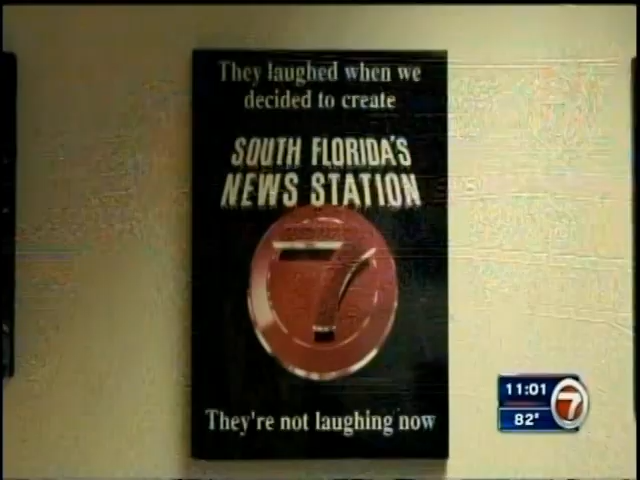 They laughed when we
decided to create
SOUTH FLORIDA'S
NEWS STATION
7
They're not laughing now
11:01
82°
7